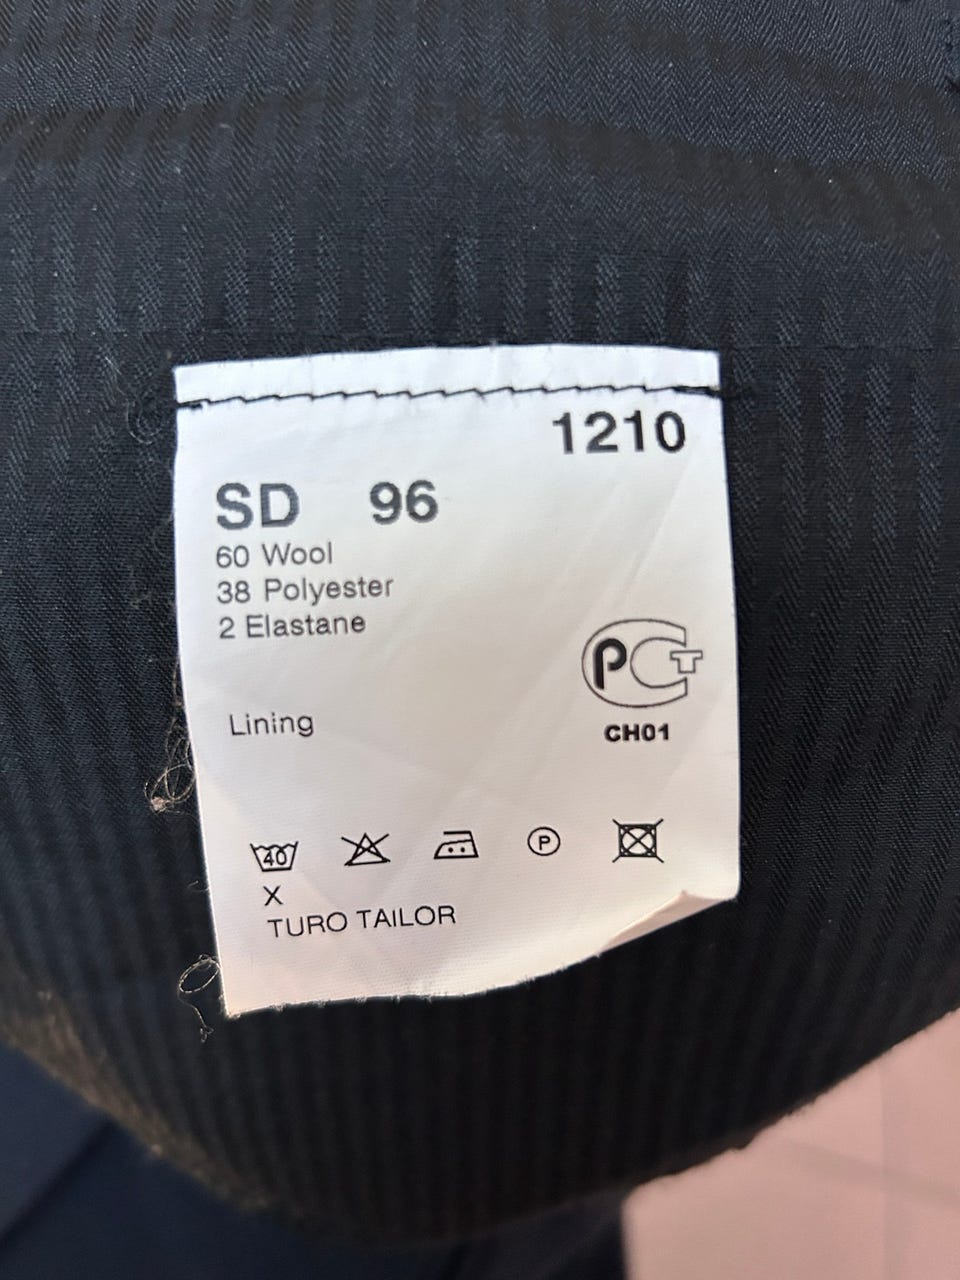 1210
SD 96
60 Wool
38 Polyester
2 Elastane
PCT
CH01
Lining
40
P
X
TURO TAILOR